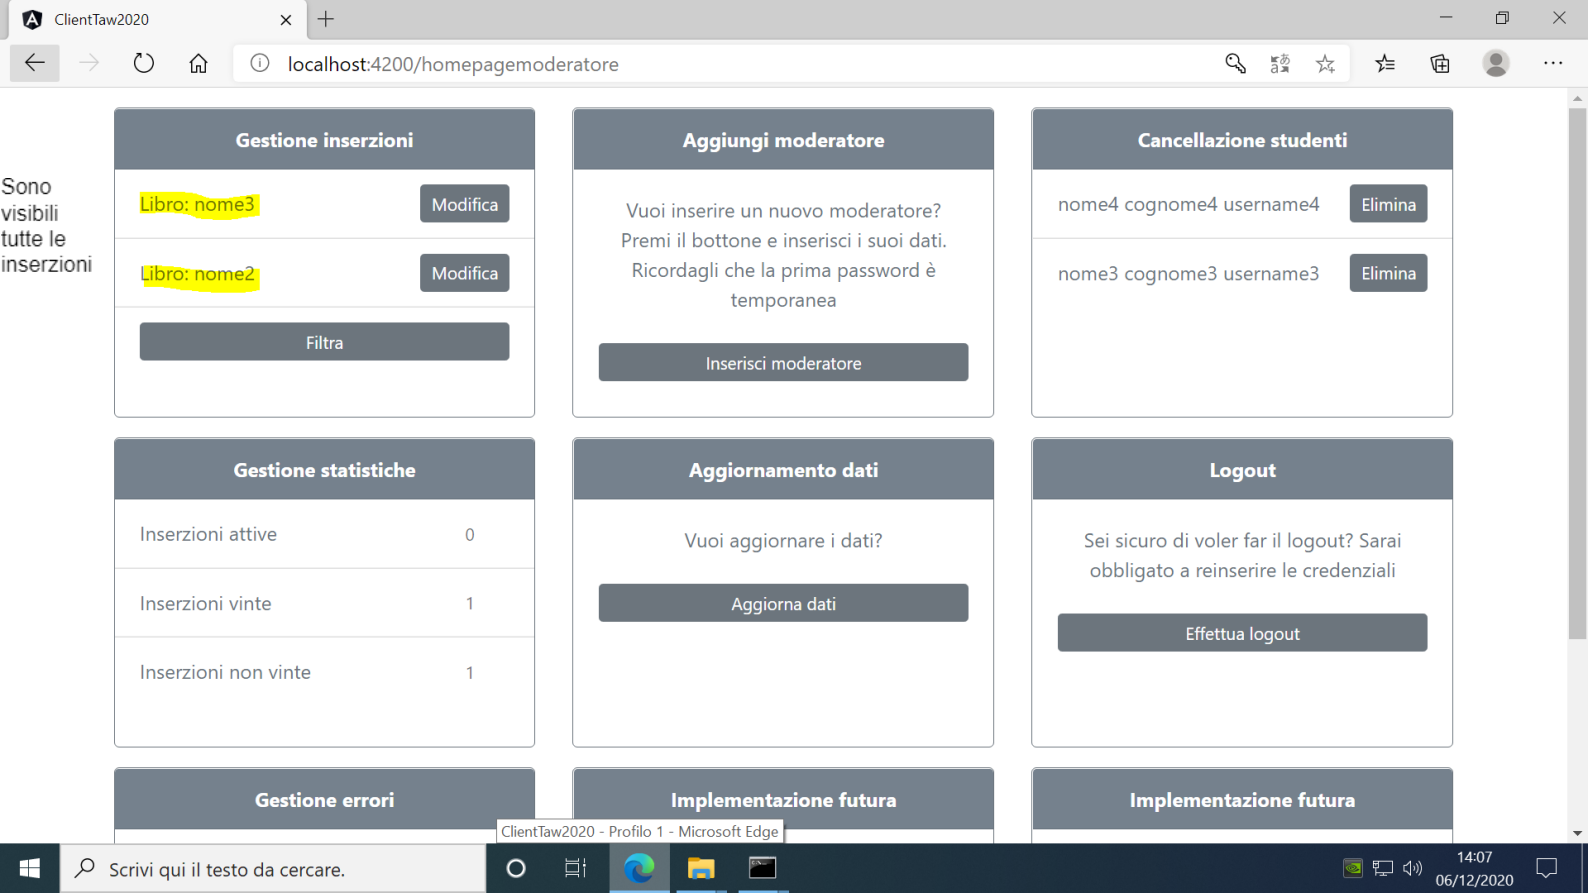 ClientTaw2020
localhost:4200/homepagemoderatore
Sono
visibili
tutte le
inserzioni
Gestione inserzioni
Libro: nome3 Modifica
Libro: nome2 Modifica
Filtra
Aggiungi moderatore
Vuoi inserire un nuovo moderatore?
Premi il bottone e inserisci i suoi dati.
Ricordagli che la prima password è
temporanea
Inserisci moderatore
Cancellazione studenti
nome4 cognome4 username4 Elimina
nome3 cognome3 username3 Elimina
Gestione statistiche
Inserzioni attive 0
Inserzioni vinte 1
Inserzioni non vinte 1
Aggiornamento dati
Vuoi aggiornare i dati?
Aggiorna dati
Logout
Sei sicuro di voler far il logout? Sarai
obbligato a reinserire le credenziali
Effettua logout
Gestione errori
Implementazione futura
Implementazione futura
ClientTaw2020 - Profilo 1 - Microsoft Edge
Scrivi qui il testo da cercare.
14:07
06/12/2020